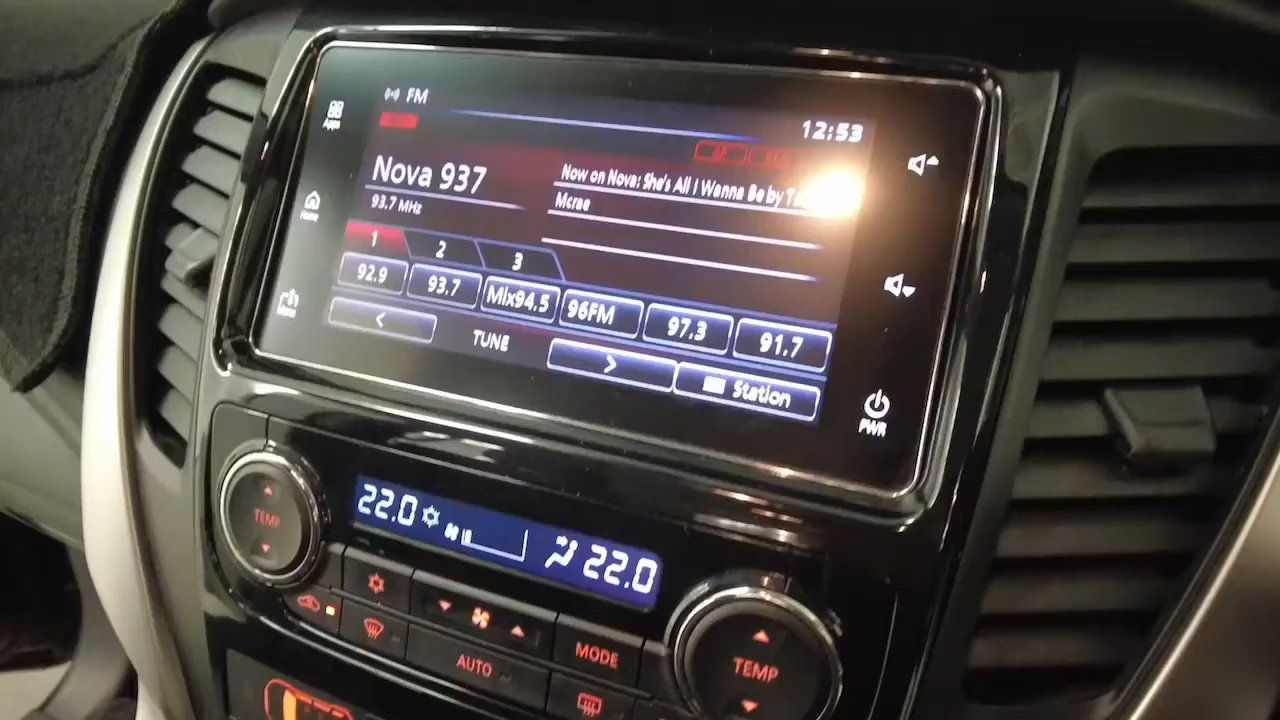 FM
12:53
Apps
Nova 937
Now on Nova: She's All I Wanna Be by
Mcrae
93.7 MHz
Home
1 2 3
92.9 93.7 Mix94.5 96FM 97.3 91.7
< TUNE > Station
PWR
22.0 22.0
TEMP
MODE
AUTO
TEMP